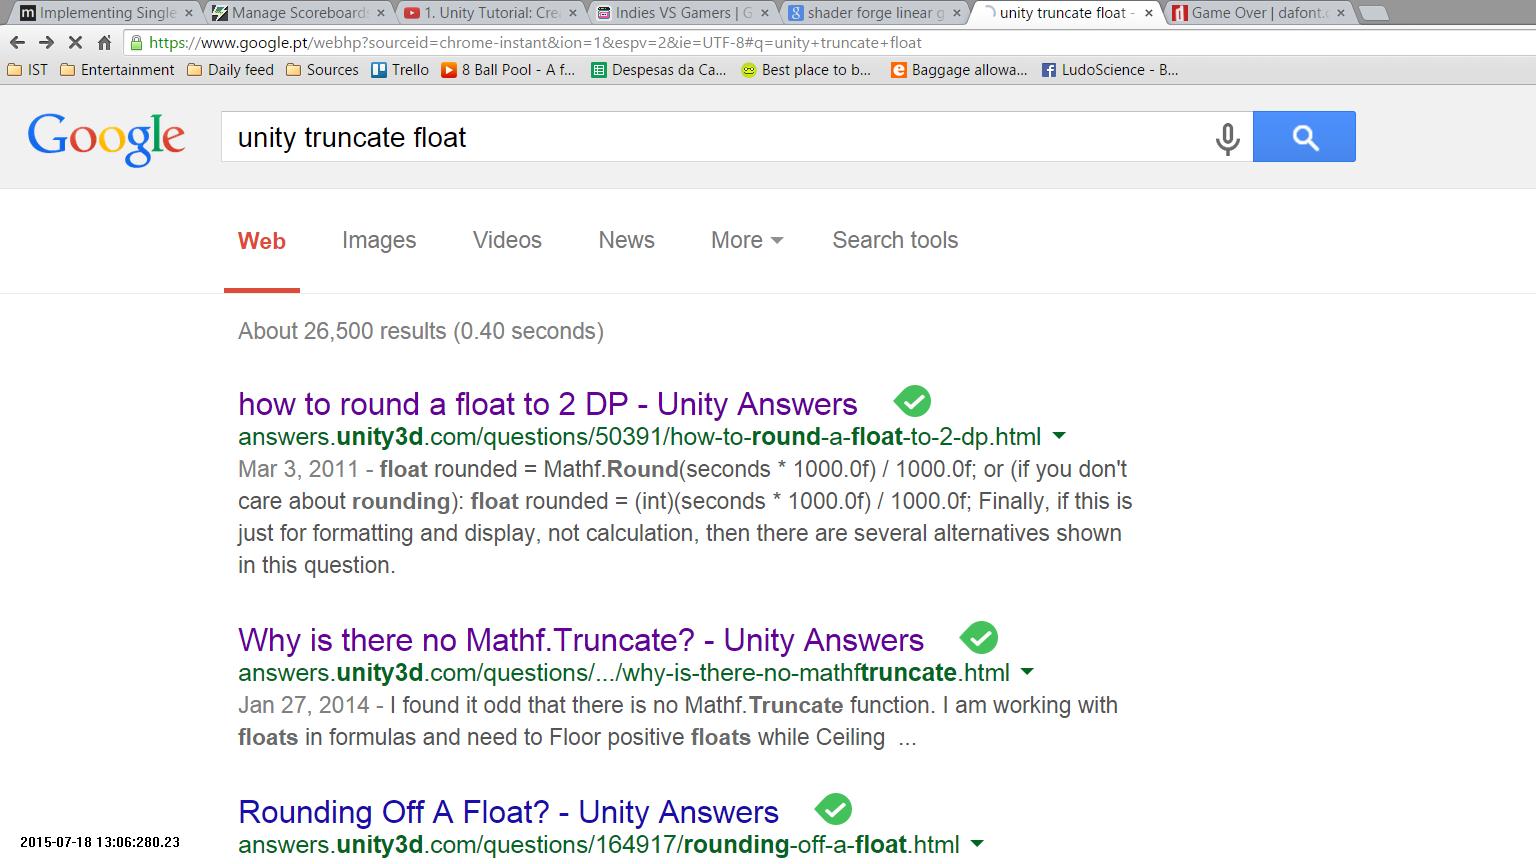 Implementing Single
Manage Scoreboards
1. Unity Tutorial: Cre
Indies VS Gamers | G
shader forge linear g
unity truncate float -
Game Over | dafont.c
https://www.google.pt/webhp?sourceid=chrome-instant&ion=1&espv=2&ie=UTF-8#q=unity+truncate+float
IST
Entertainment
Daily feed
Sources
Trello
8 Ball Pool - A f...
Despesas da Ca...
Best place to b...
Baggage allowa...
LudoScience - B...
Google
unity truncate float
Web
Images
Videos
News
More
Search tools
About 26,500 results (0.40 seconds)
how to round a float to 2 DP - Unity Answers
answers.unity3d.com/questions/50391/how-to-round-a-float-to-2-dp.html
Mar 3, 2011 - float rounded = Mathf.Round(seconds * 1000.0f) / 1000.0f; or (if you don't
care about rounding): float rounded = (int)(seconds * 1000.0f) / 1000.0f; Finally, if this is
just for formatting and display, not calculation, then there are several alternatives shown
in this question.
Why is there no Mathf.Truncate? - Unity Answers
answers.unity3d.com/questions/.../why-is-there-no-mathftruncate.html
Jan 27, 2014 - I found it odd that there is no Mathf.Truncate function. I am working with
floats in formulas and need to Floor positive floats while Ceiling ...
Rounding Off A Float? - Unity Answers
answers.unity3d.com/questions/164917/rounding-off-a-float.html
2015-07-18 13:06:280.23